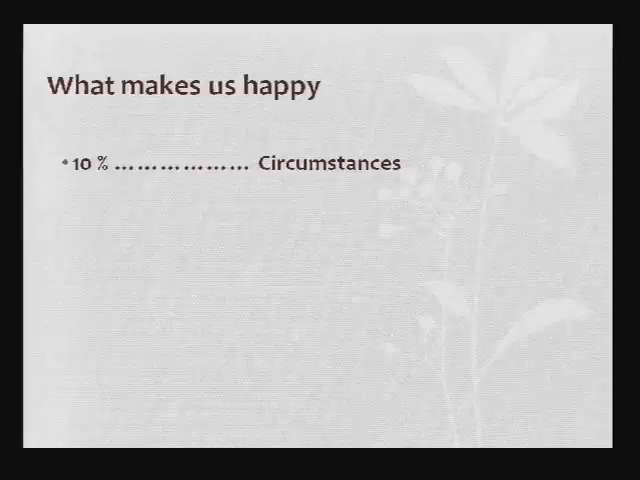 What makes us happy
• 10 % ……………… Circumstances